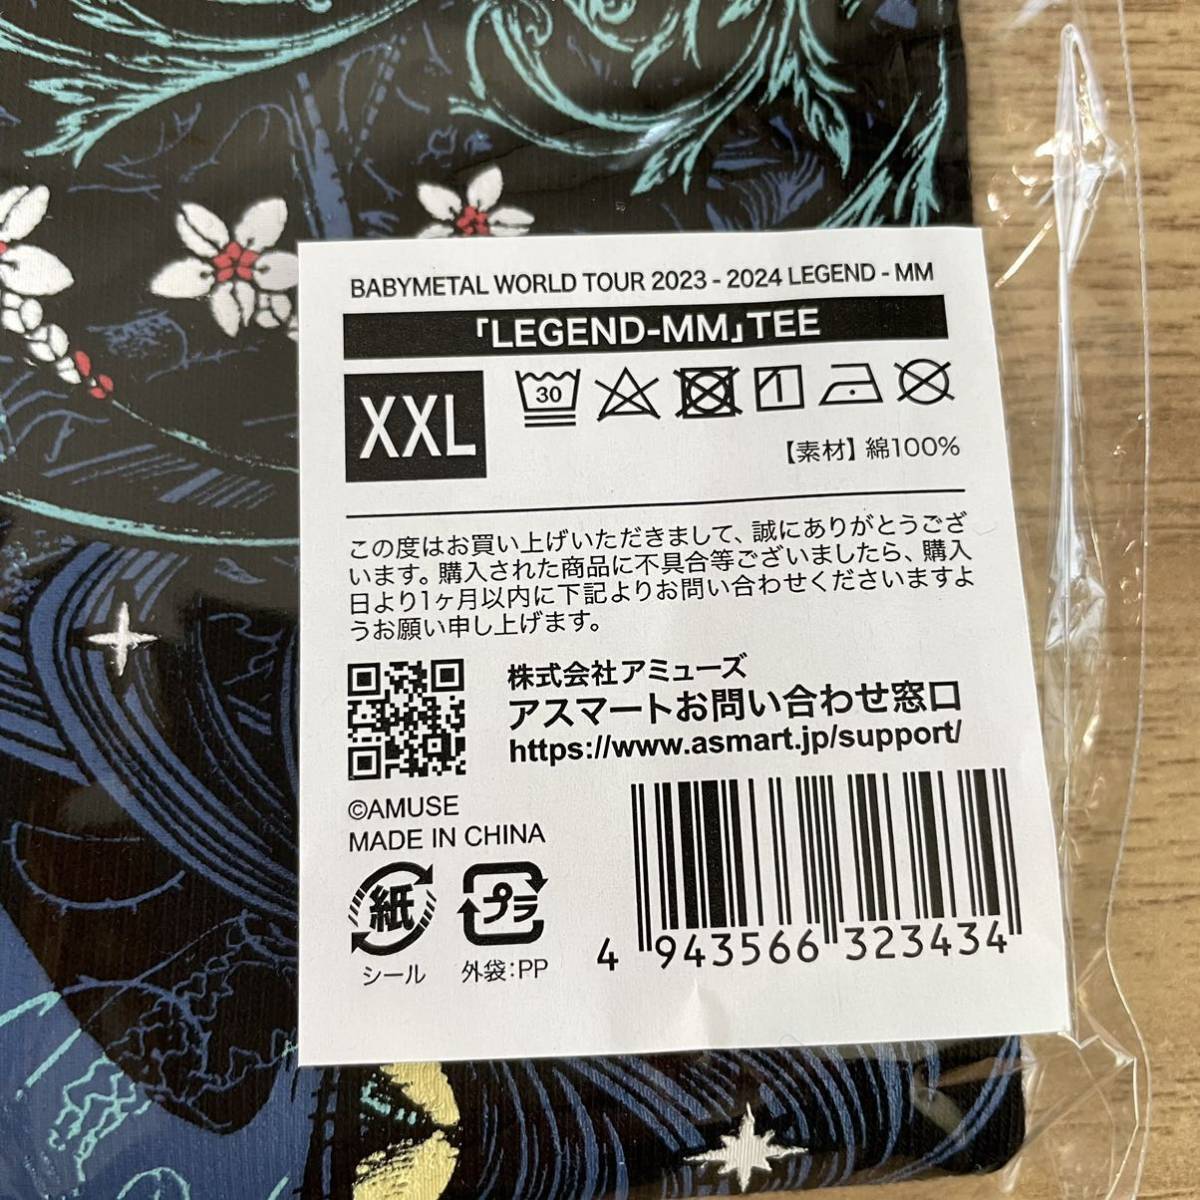 BABYMETAL WORLD TOUR 2023 - 2024 LEGEND - MM
「LEGEND-MM」TEE
XXL
30
【素材】綿100%
この度はお買い上げいただきまして、誠にありがとうござ
います。購入された商品に不具合等ございましたら、購入
日より1ヶ月以内に下記よりお問い合わせくださいますよ
うお願い申し上げます。
株式会社アミューズ
アスマートお問い合わせ窓口
https://www.asmart.jp/support/
©AMUSE
MADE IN CHINA
紙
プラ
シール
外袋:PP
4 943566 323434